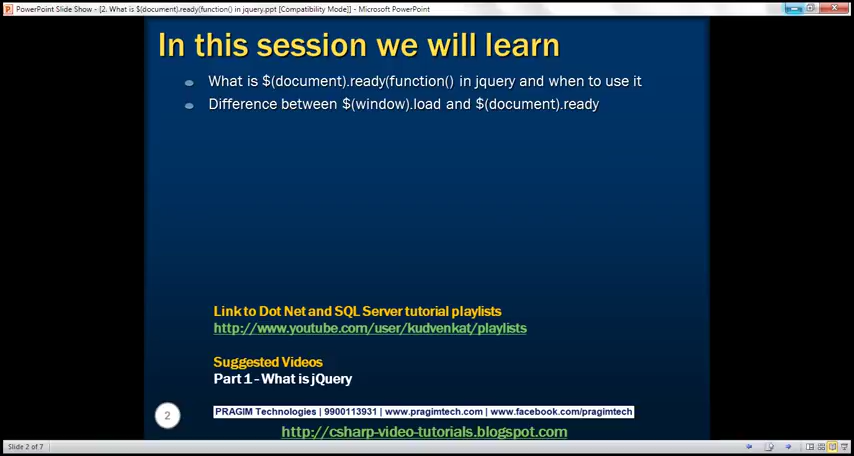 PowerPoint Slide Show - [2. What is $(document).ready(function() in jquery.ppt [Compatibility Mode]] - Microsoft PowerPoint
In this session we will learn
What is $(document).ready(function() in jquery and when to use it
Difference between $(window).load and $(document).ready
Link to Dot Net and SQL Server tutorial playlists
http://www.youtube.com/user/kudvenkat/playlists
Suggested Videos
Part 1 - What is jQuery
2
PRAGIM Technologies | 9900113931 | www.pragimtech.com | www.facebook.com/pragimtech
http://csharp-video-tutorials.blogspot.com
Slide 2 of 7